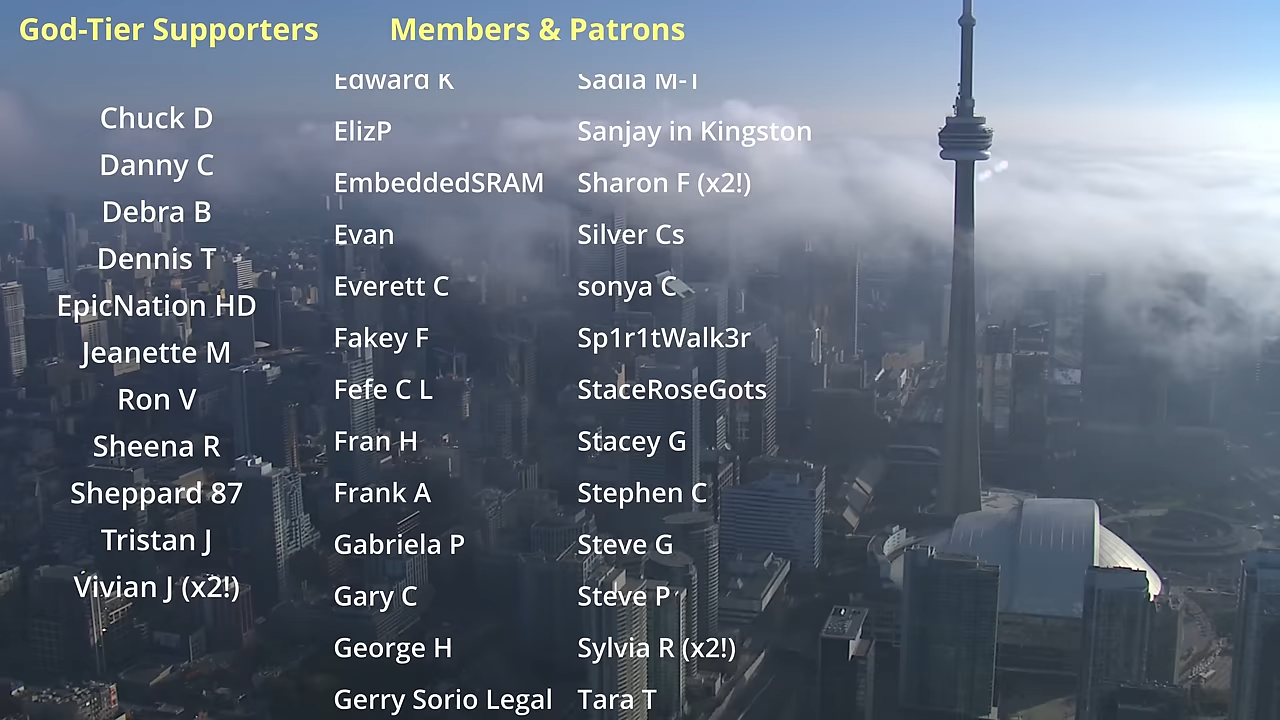 God-Tier Supporters
Chuck D
Danny C
Debra B
Dennis T
EpicNation HD
Jeanette M
Ron V
Sheena R
Sheppard 87
Tristan J
Vivian J (x2!)
Members & Patrons
Edward K
ElizP
EmbeddedSRAM
Evan
Everett C
Fakey F
Fefe C L
Fran H
Frank A
Gabriela P
Gary C
George H
Gerry Sorio Legal
Sadia M-T
Sanjay in Kingston
Sharon F (x2!)
Silver Cs
sonya C
Sp1r1tWalk3r
StaceRoseGots
Stacey G
Stephen C
Steve G
Steve P
Sylvia R (x2!)
Tara T